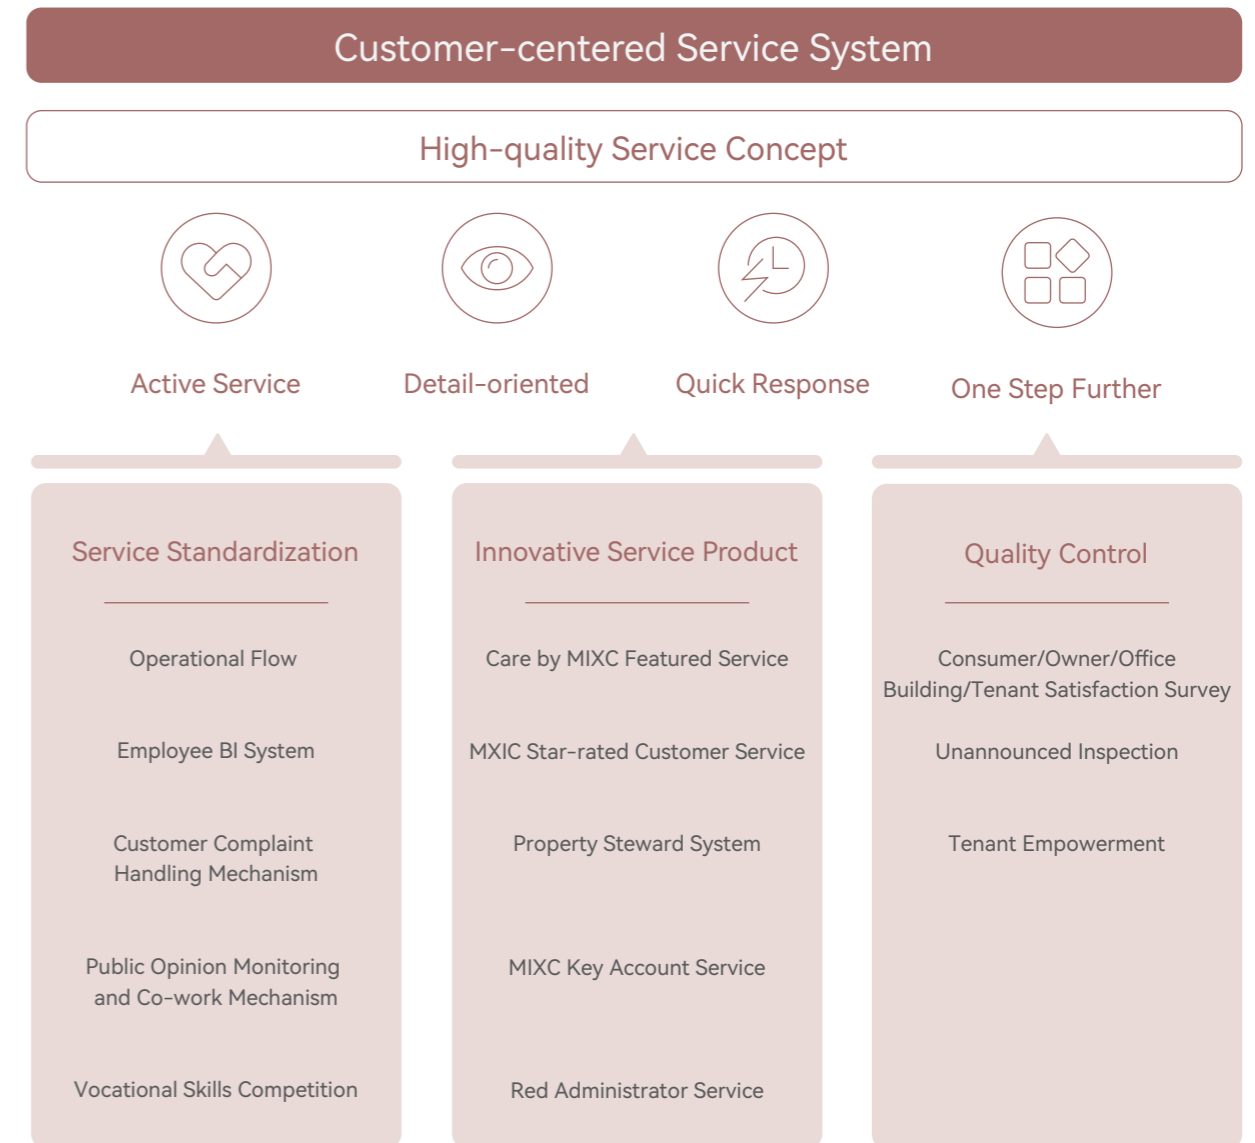 Customer-centered Service System
High-quality Service Concept
Active Service
Detail-oriented
Quick Response
One Step Further
Service Standardization
Operational Flow
Employee BI System
Customer Complaint
Handling Mechanism
Public Opinion Monitoring
and Co-work Mechanism
Vocational Skills Competition
Innovative Service Product
Care by MIXC Featured Service
MXIC Star-rated Customer Service
Property Steward System
MIXC Key Account Service
Red Administrator Service
Quality Control
Consumer/Owner/Office
Building/Tenant Satisfaction Survey
Unannounced Inspection
Tenant Empowerment